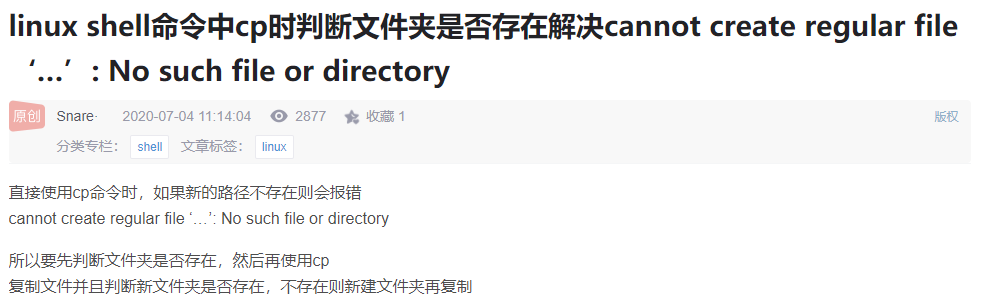 linux shell命令中cp时判断文件夹是否存在解决cannot create regular file
‘…’: No such file or directory
原创 Snare· 2020-07-04 11:14:04 2877 收藏 1 版权
分类专栏： shell 文章标签： linux
直接使用cp命令时，如果新的路径不存在则会报错
cannot create regular file ‘…’: No such file or directory
所以要先判断文件夹是否存在，然后再使用cp
复制文件并且判断新文件夹是否存在，不存在则新建文件夹再复制